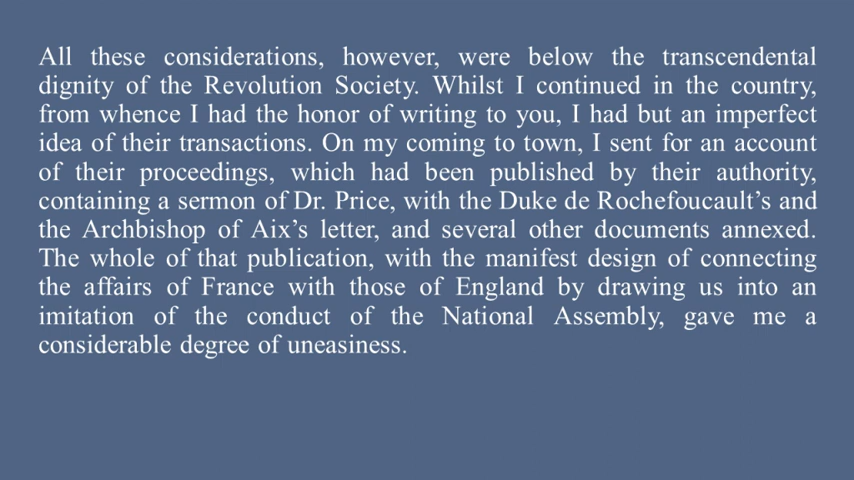 All these considerations, however, were below the transcendental
dignity of the Revolution Society. Whilst I continued in the country,
from whence I had the honor of writing to you, I had but an imperfect
idea of their transactions. On my coming to town, I sent for an account
of their proceedings, which had been published by their authority,
containing a sermon of Dr. Price, with the Duke de Rochefoucault’s and
the Archbishop of Aix’s letter, and several other documents annexed.
The whole of that publication, with the manifest design of connecting
the affairs of France with those of England by drawing us into an
imitation of the conduct of the National Assembly, gave me a
considerable degree of uneasiness.